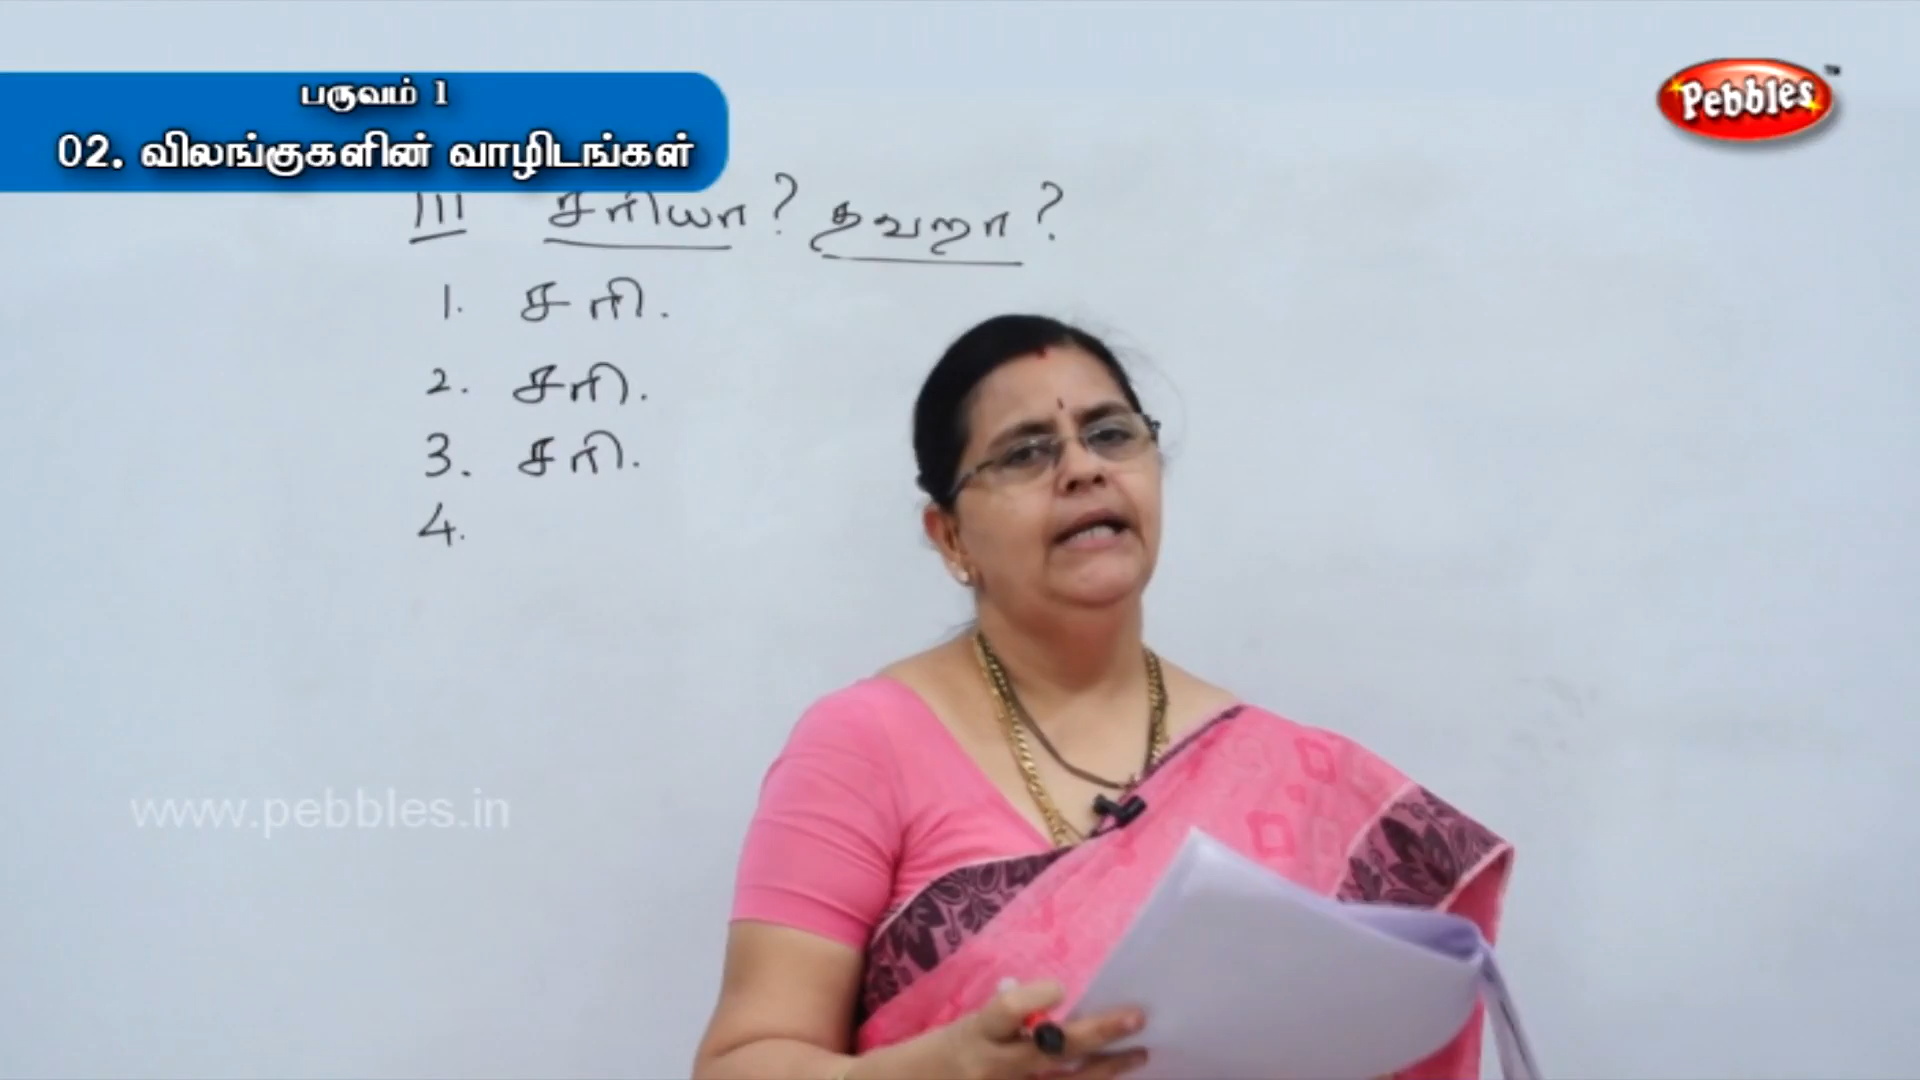 பருவம் 1
02. விலங்குகளின் வாழிடங்கள்
Pebbles™
III சரியா? தவறா?
1. சரி.
2. சரி.
3. சரி.
4.
www.pebbles.in